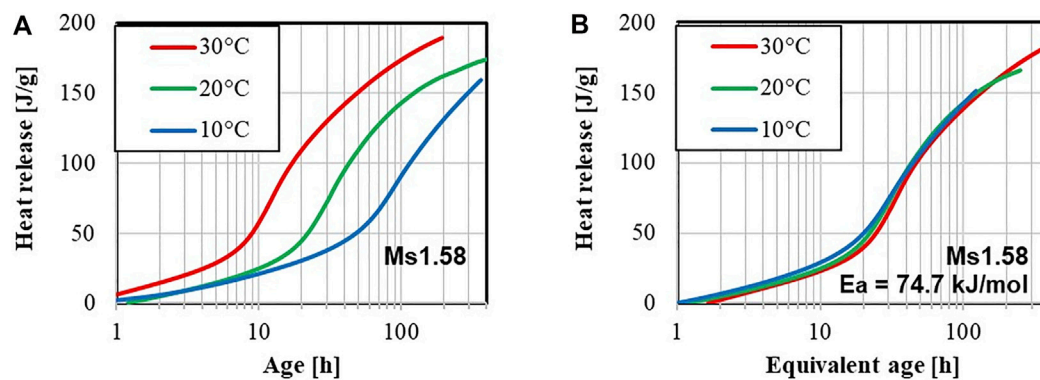 A
Heat release [J/g]
200
150
100
50
0
30°C
20°C
10°C
Ms1.58
1
10
100
Age [h]
B
Heat release [J/g]
200
150
100
50
0
30°C
20°C
10°C
Ms1.58
Ea = 74.7 kJ/mol
1
10
100
Equivalent age [h]